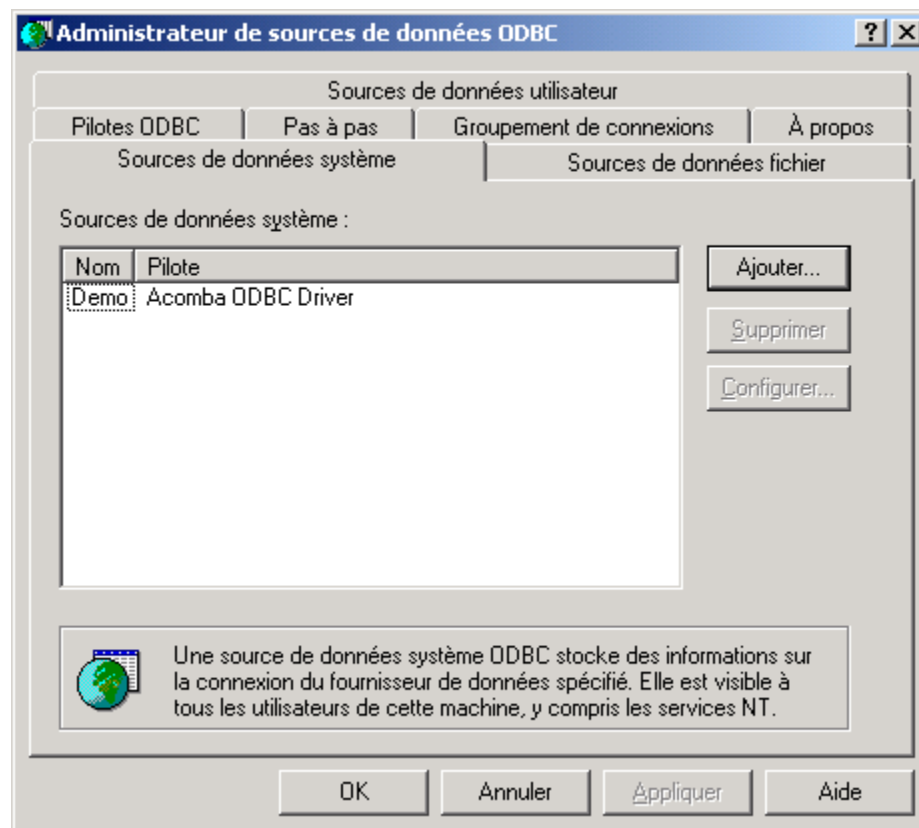 Administrateur de sources de données ODBC
Sources de données utilisateur
Pilotes ODBC Pas à pas Groupement de connexions À propos
Sources de données système Sources de données fichier
Sources de données système :
Nom Pilote
Demo Acomba ODBC Driver
Ajouter...
Supprimer
Configurer...
Une source de données système ODBC stocke des informations sur
la connexion du fournisseur de données spécifié. Elle est visible à
tous les utilisateurs de cette machine, y compris les services NT.
OK Annuler Appliquer Aide